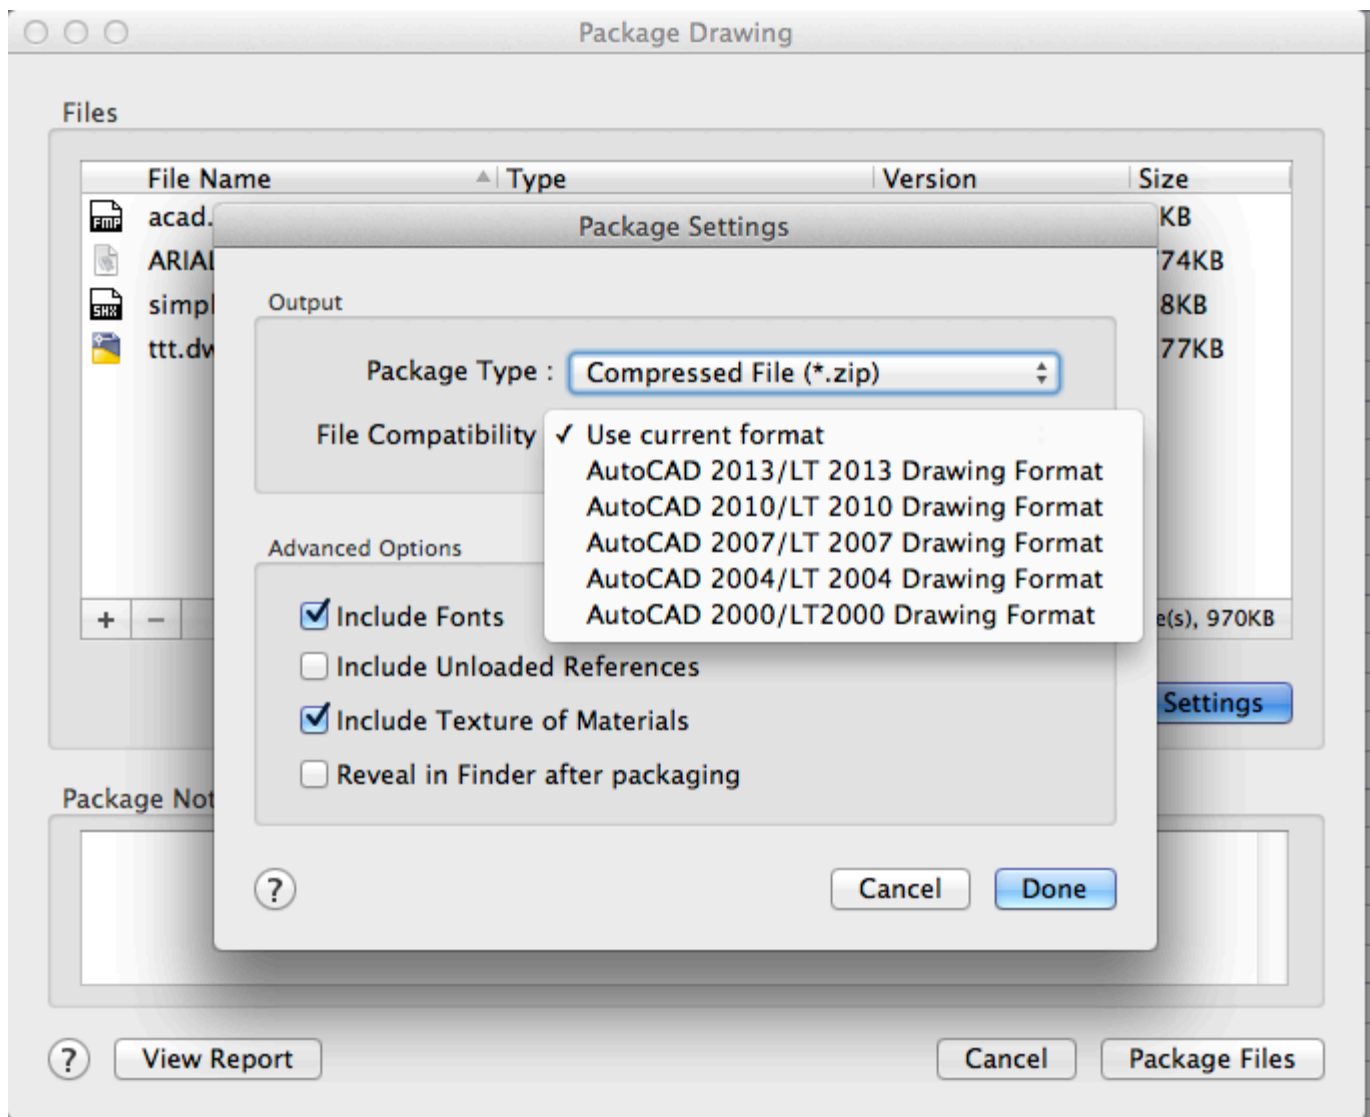 Package Drawing
Files
File Name Type Version Size
FMP acad. KB
ARIAL 74KB
SHX simpl 8KB
ttt.dw 77KB
Package Settings
Output
Package Type : Compressed File (*.zip)
File Compatibility ✓ Use current format
AutoCAD 2013/LT 2013 Drawing Format
AutoCAD 2010/LT 2010 Drawing Format
AutoCAD 2007/LT 2007 Drawing Format
AutoCAD 2004/LT 2004 Drawing Format
AutoCAD 2000/LT2000 Drawing Format
Advanced Options
Include Fonts
Include Unloaded References
Include Texture of Materials
Reveal in Finder after packaging
+ − e(s), 970KB
Settings
Package Not
? Cancel Done
? View Report Cancel Package Files